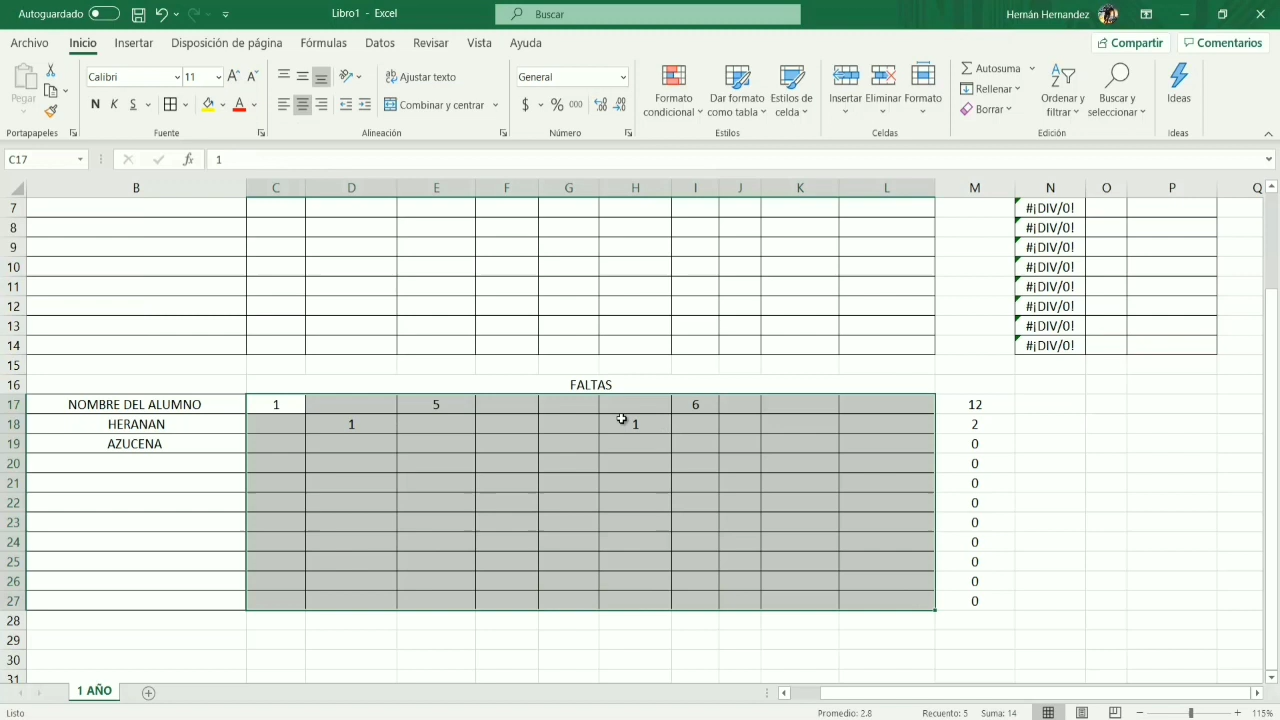 Autoguardado Libro1 - Excel Buscar Hernán Hernandez
Archivo Inicio Insertar Disposición de página Fórmulas Datos Revisar Vista Ayuda Compartir Comentarios
Pegar Calibri 11 Ajustar texto General Formato condicional Dar formato como tabla Estilos de celda Insertar Eliminar Formato Autosuma Rellenar Borrar Ordenar y filtrar Buscar y seleccionar Ideas
N K S Combinar y centrar $ % 000
Portapapeles Fuente Alineación Número Estilos Celdas Edición Ideas
C17 fx 1
B C D E F G H I J K L M N O P Q
7 #¡DIV/0!
8 #¡DIV/0!
9 #¡DIV/0!
10 #¡DIV/0!
11 #¡DIV/0!
12 #¡DIV/0!
13 #¡DIV/0!
14 #¡DIV/0!
15
16 FALTAS
17 NOMBRE DEL ALUMNO 1 5 6 12
18 HERANAN 1 1 2
19 AZUCENA 0
20 0
21 0
22 0
23 0
24 0
25 0
26 0
27 0
28
29
30
31
1 AÑO
Listo Promedio: 2.8 Recuento: 5 Suma: 14 115%